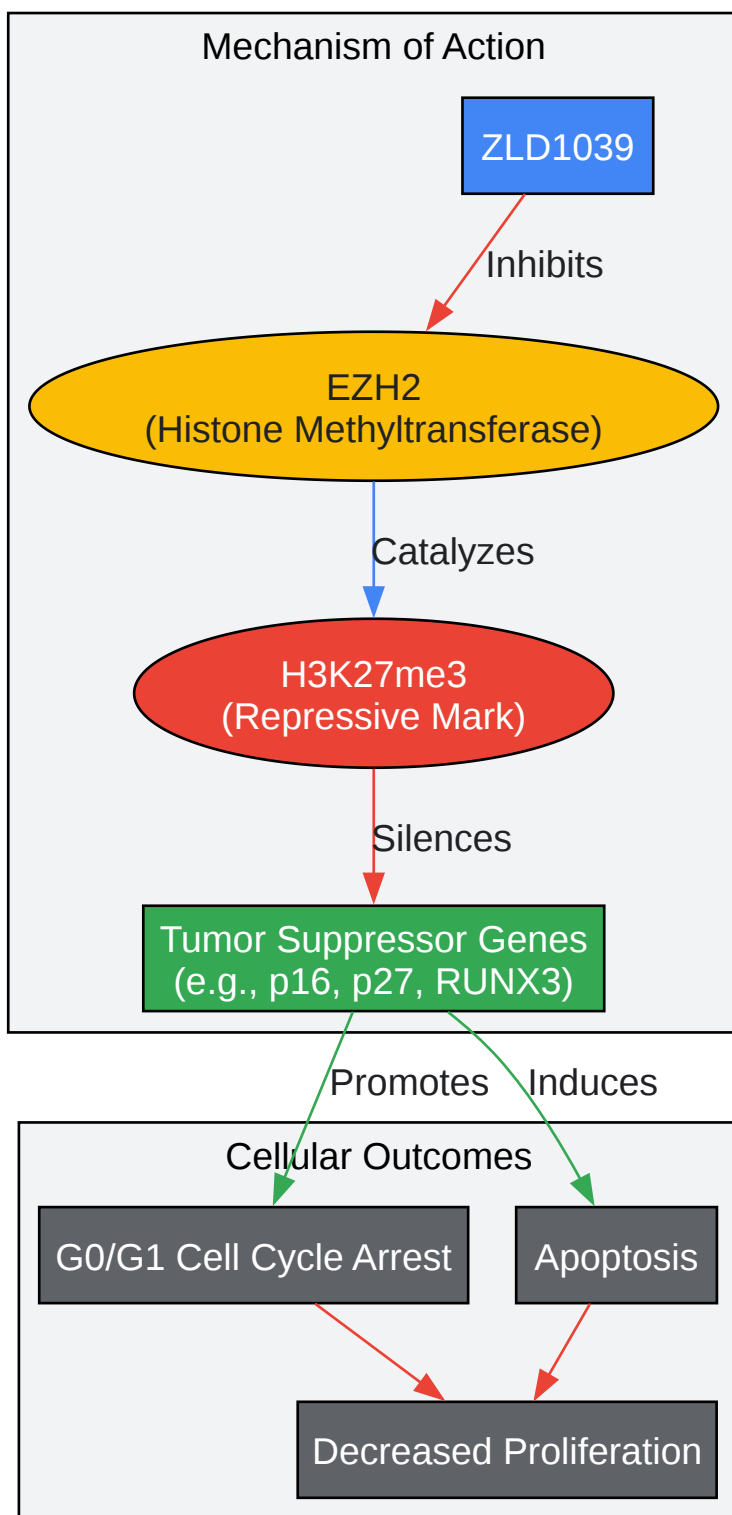 Mechanism of Action
ZLD1039
Inhibits
EZH2
(Histone Methyltransferase)
Catalyzes
H3K27me3
(Repressive Mark)
Silences
Tumor Suppressor Genes
(e.g., p16, p27, RUNX3)
Promotes
Induces
Cellular Outcomes
G0/G1 Cell Cycle Arrest
Apoptosis
Decreased Proliferation